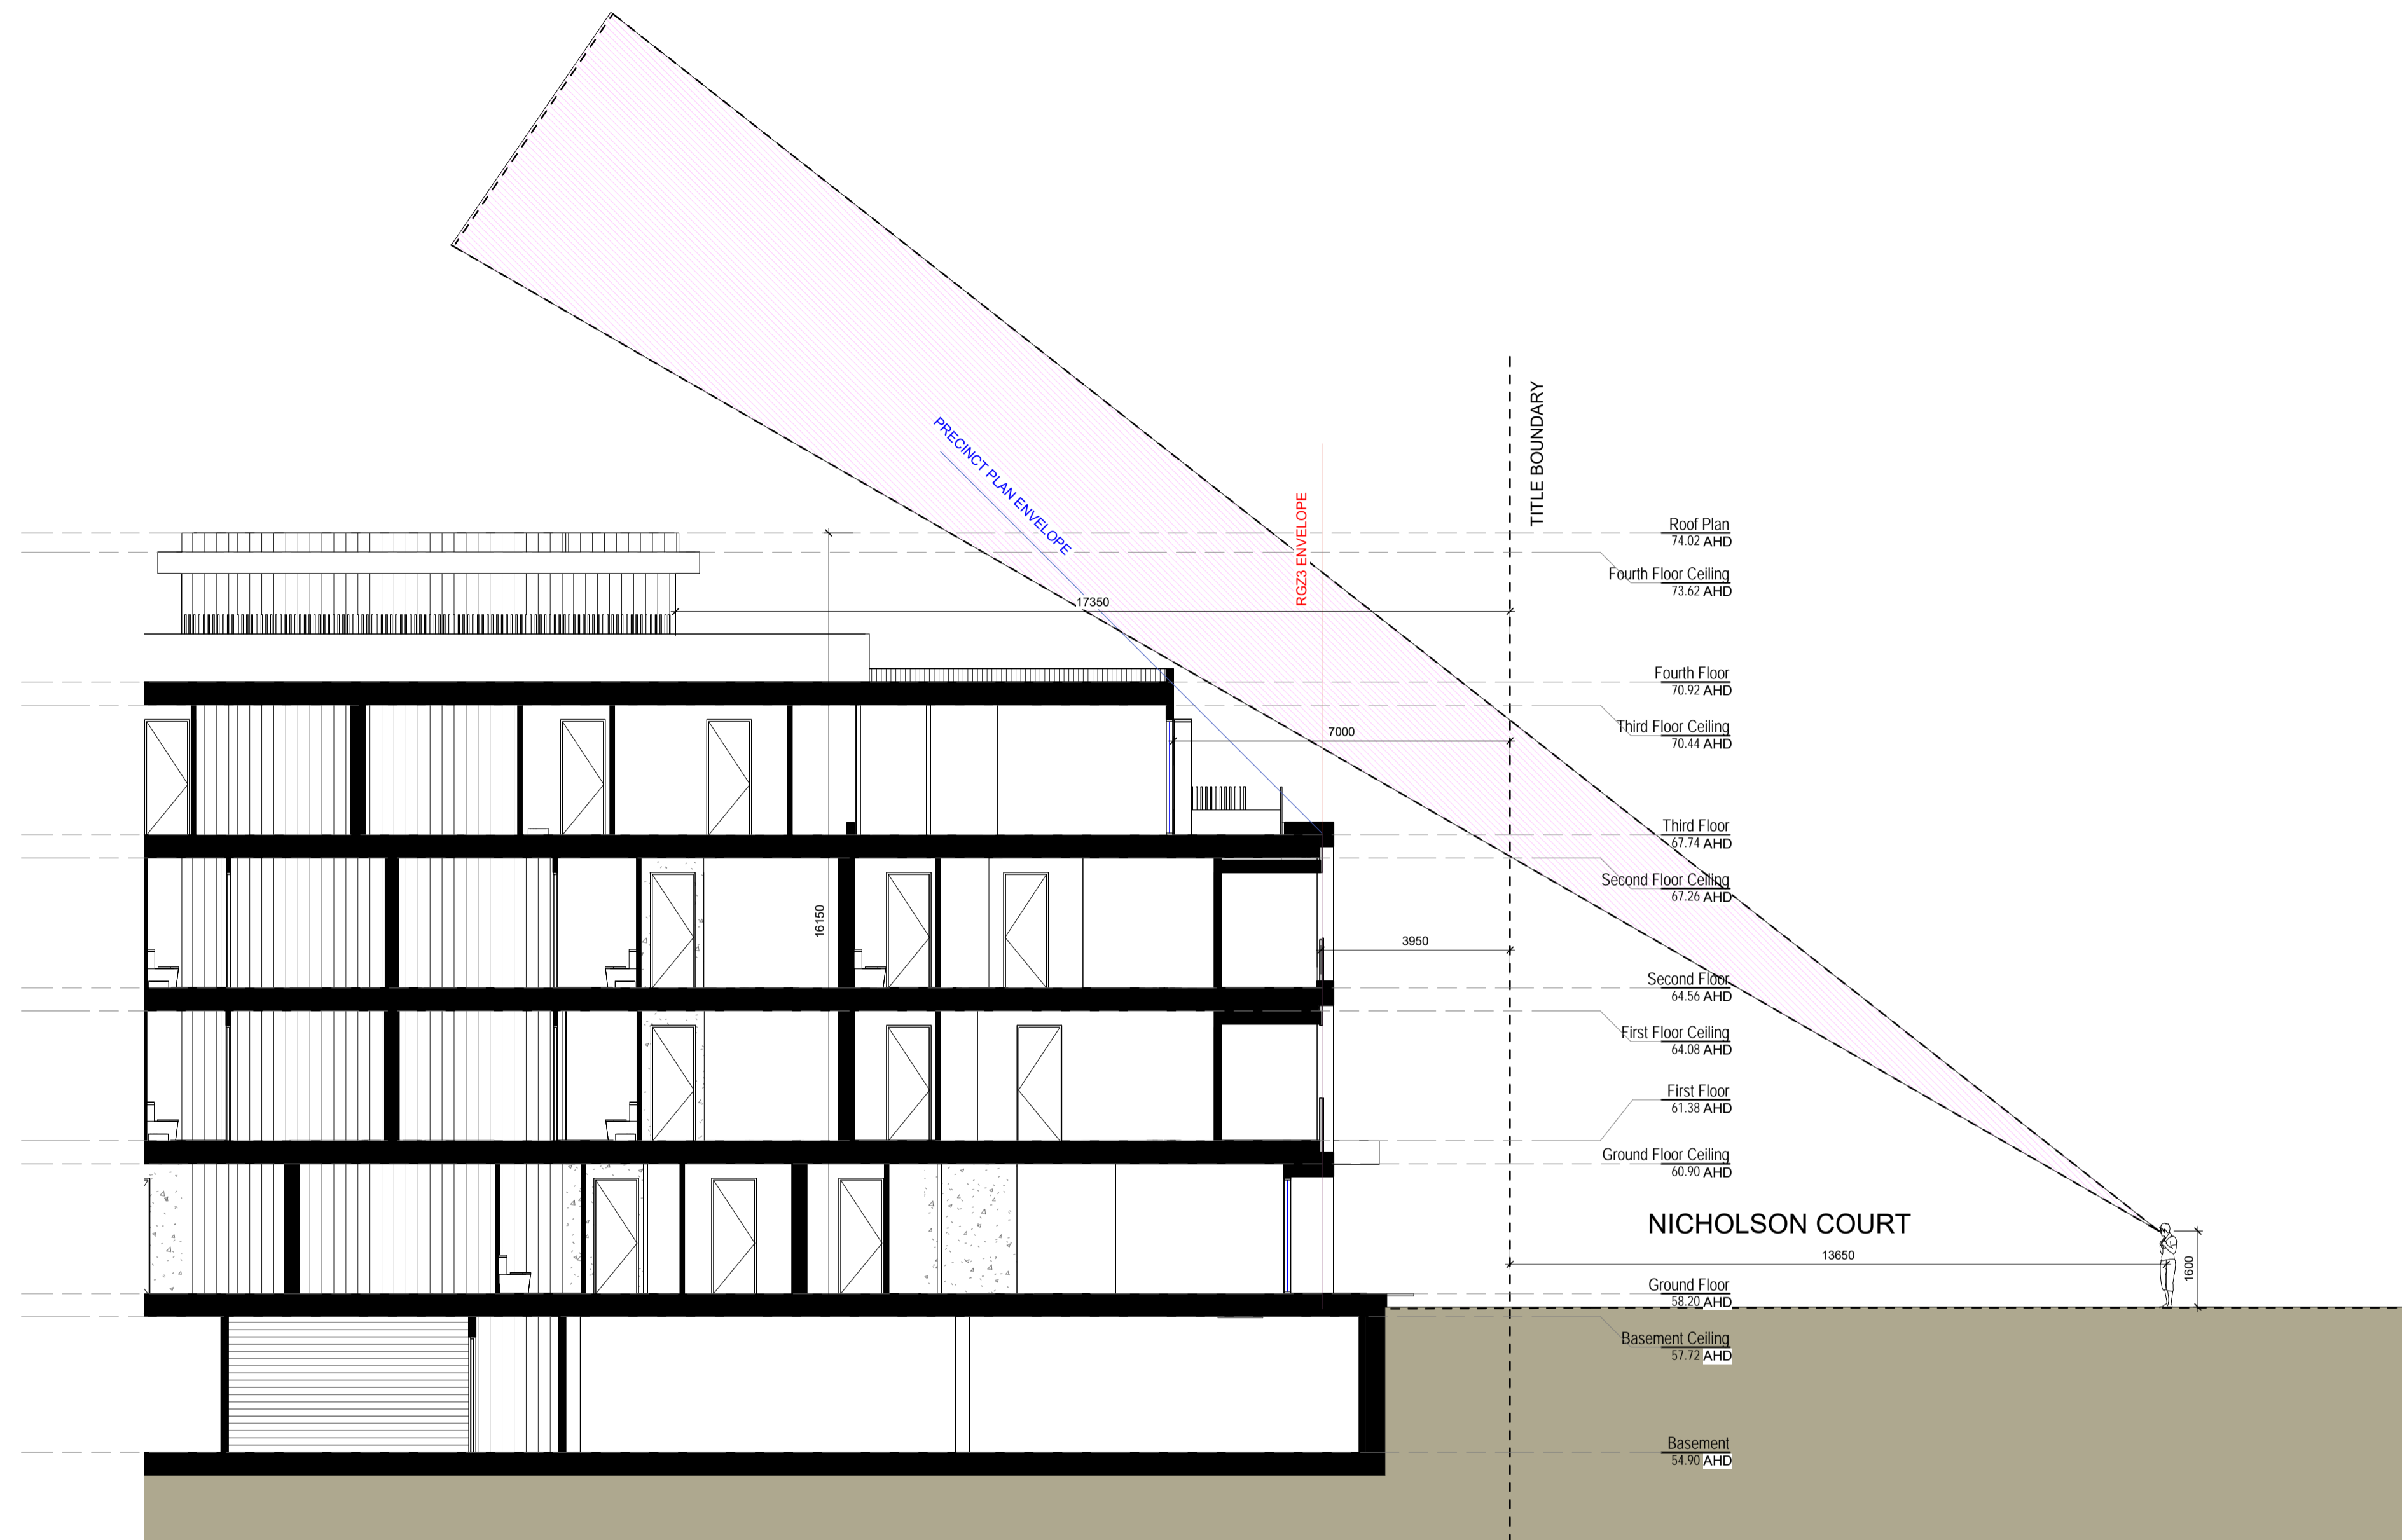 PRECINCT PLAN ENVELOPE
RGZ3 ENVELOPE
TITLE BOUNDARY
Roof Plan
74.02 AHD
Fourth Floor Ceiling
73.62 AHD
17350
Fourth Floor
70.92 AHD
Third Floor Ceiling
70.44 AHD
7000
Third Floor
67.74 AHD
Second Floor Ceiling
67.26 AHD
16150
3950
Second Floor
64.56 AHD
First Floor Ceiling
64.08 AHD
First Floor
61.38 AHD
Ground Floor Ceiling
60.90 AHD
NICHOLSON COURT
13650
1600
Ground Floor
58.20 AHD
Basement Ceiling
57.72 AHD
Basement
54.90 AHD